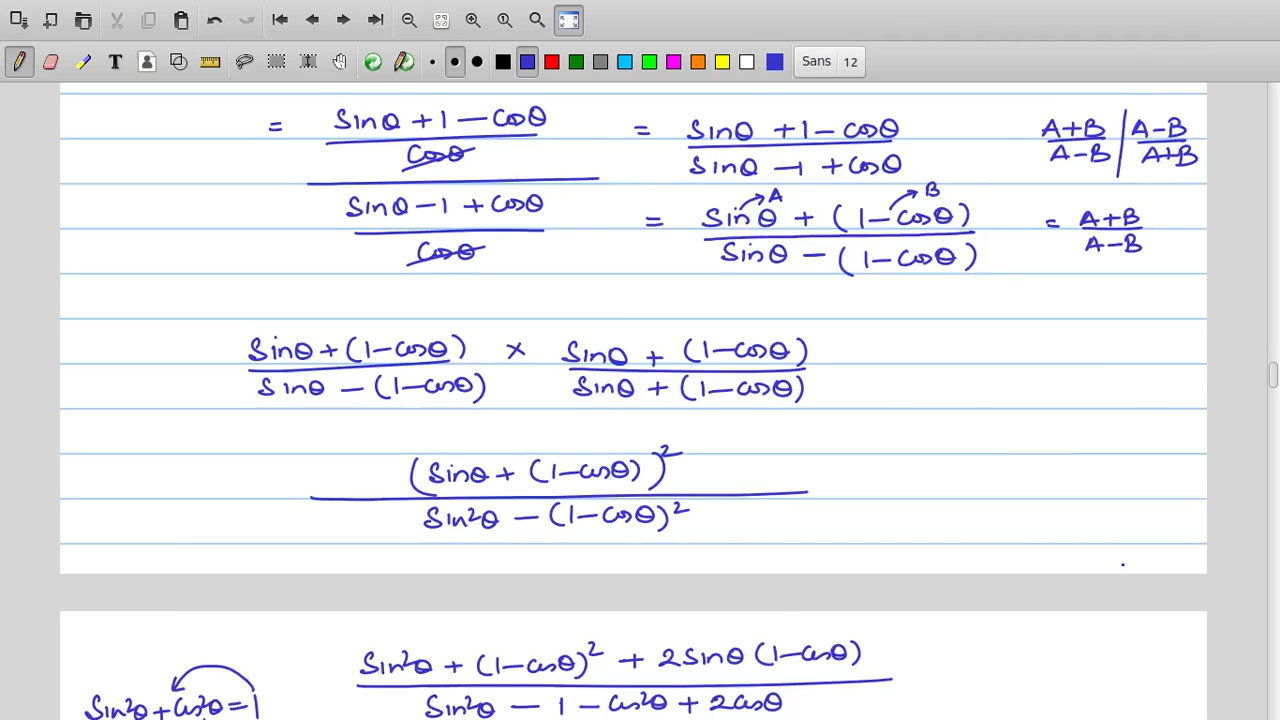 Sans 12
= ((Sinθ + 1 − Cosθ)/Cosθ)/((Sinθ − 1 + Cosθ)/Cosθ) = (Sinθ + 1 − Cosθ)/(Sinθ − 1 + Cosθ) (A+B)/(A−B) | (A−B)/(A+B)
= (Sinθ + (1 − Cosθ))/(Sinθ − (1 − Cosθ)) = (A+B)/(A−B)
→A →B
(Sinθ + (1−Cosθ))/(Sinθ − (1−Cosθ)) × (Sinθ + (1−Cosθ))/(Sinθ + (1−Cosθ))
(Sinθ + (1−Cosθ))²/(Sin²θ − (1−Cosθ)²)
(Sin²θ + (1−Cosθ)² + 2Sinθ (1−Cosθ))/(Sin²θ − 1 − Cos²θ + 2Cosθ)
Sin²θ + Cos²θ = 1